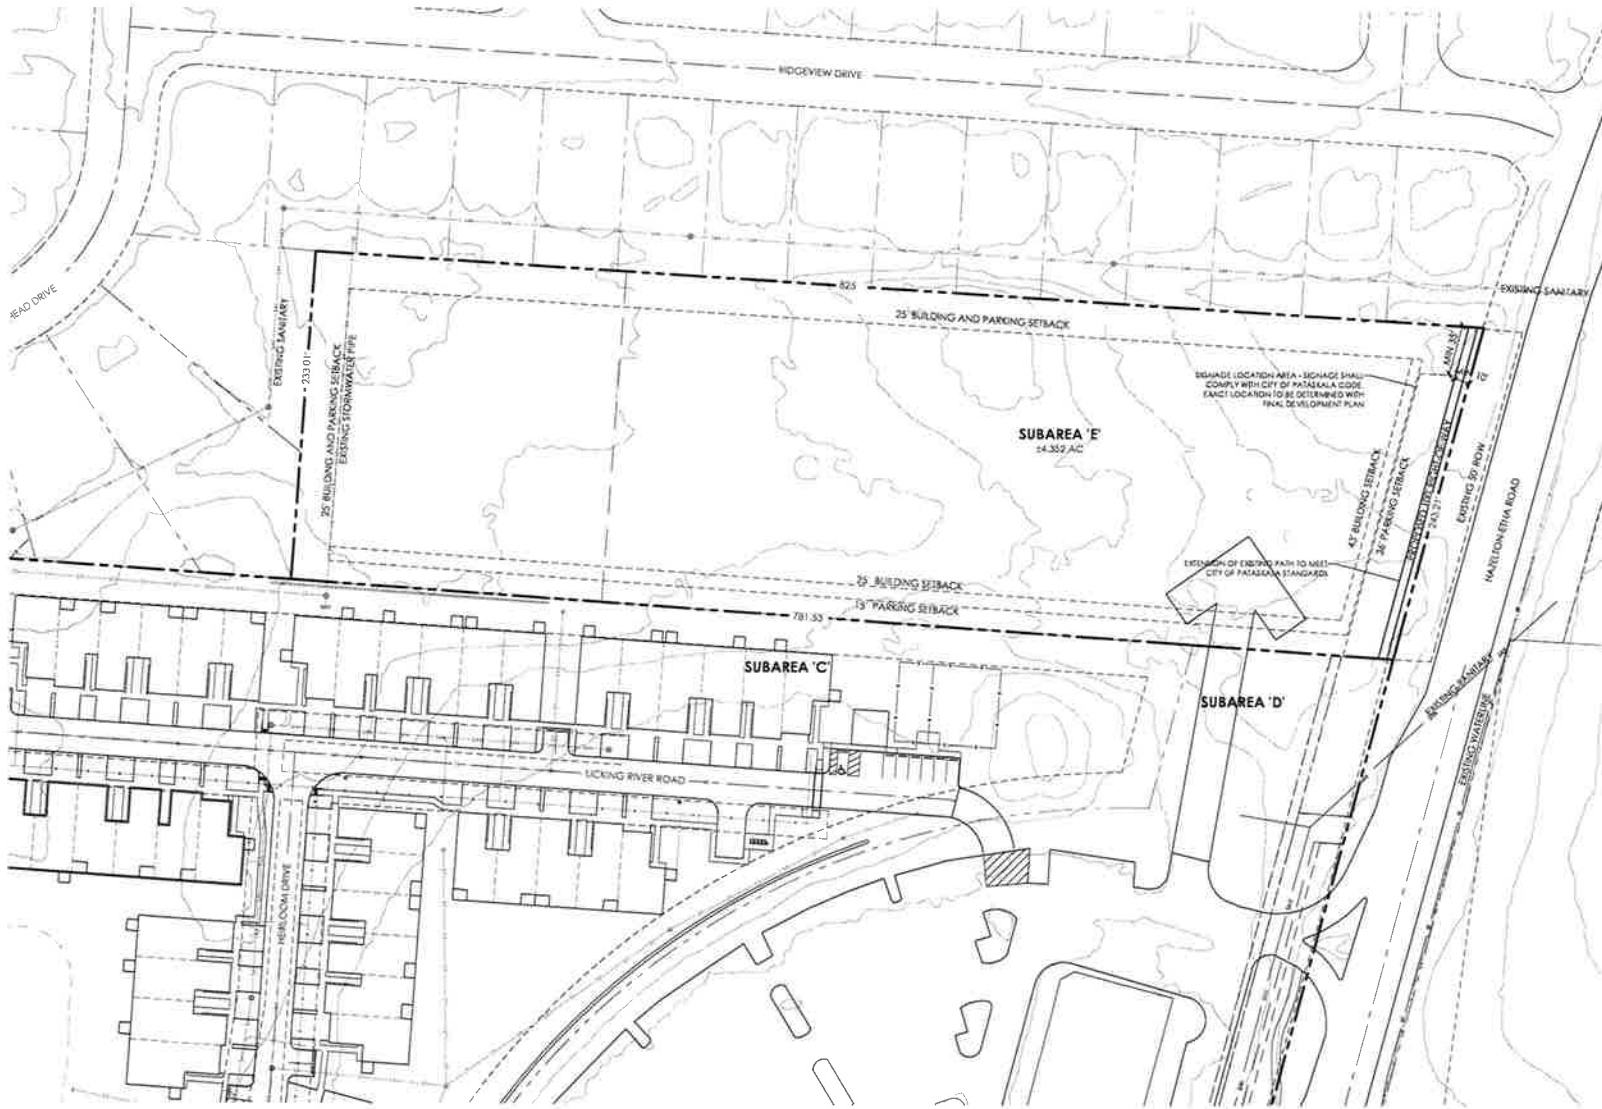 RIDGEVIEW DRIVE
HEAD DRIVE
EXISTING SANITARY
825
25' BUILDING AND PARKING SETBACK
EXISTING SANITARY
233.01'
25' BUILDING AND PARKING SETBACK
EXISTING STORMWATER PIPE
MIN 35'
SIGNAGE LOCATION AREA - SIGNAGE SHALL
COMPLY WITH CITY OF PATASKALA CODE.
EXACT LOCATION TO BE DETERMINED WITH
FINAL DEVELOPMENT PLAN
SUBAREA 'E'
±4.352 AC
45' BUILDING SETBACK
36' PARKING SETBACK
243.21'
EXISTING 50' ROW
HAZELTON-ETNA ROAD
EXTENSION OF EXISTING PATH TO MEET
CITY OF PATASKALA STANDARDS
25' BUILDING SETBACK
15' PARKING SETBACK
781.53
SUBAREA 'C'
SUBAREA 'D'
EXISTING SANITARY
EXISTING WATERLINE
LICKING RIVER ROAD
HEIRLOOM DRIVE